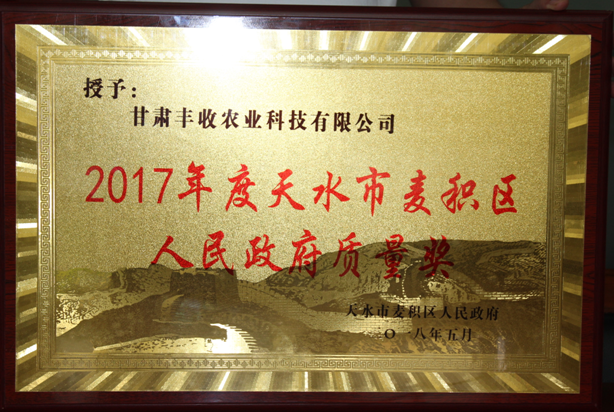 授予：
甘肃丰收农业科技有限公司
2017年度天水市麦积区
人民政府质量奖
天水市麦积区人民政府
〇一八年五月